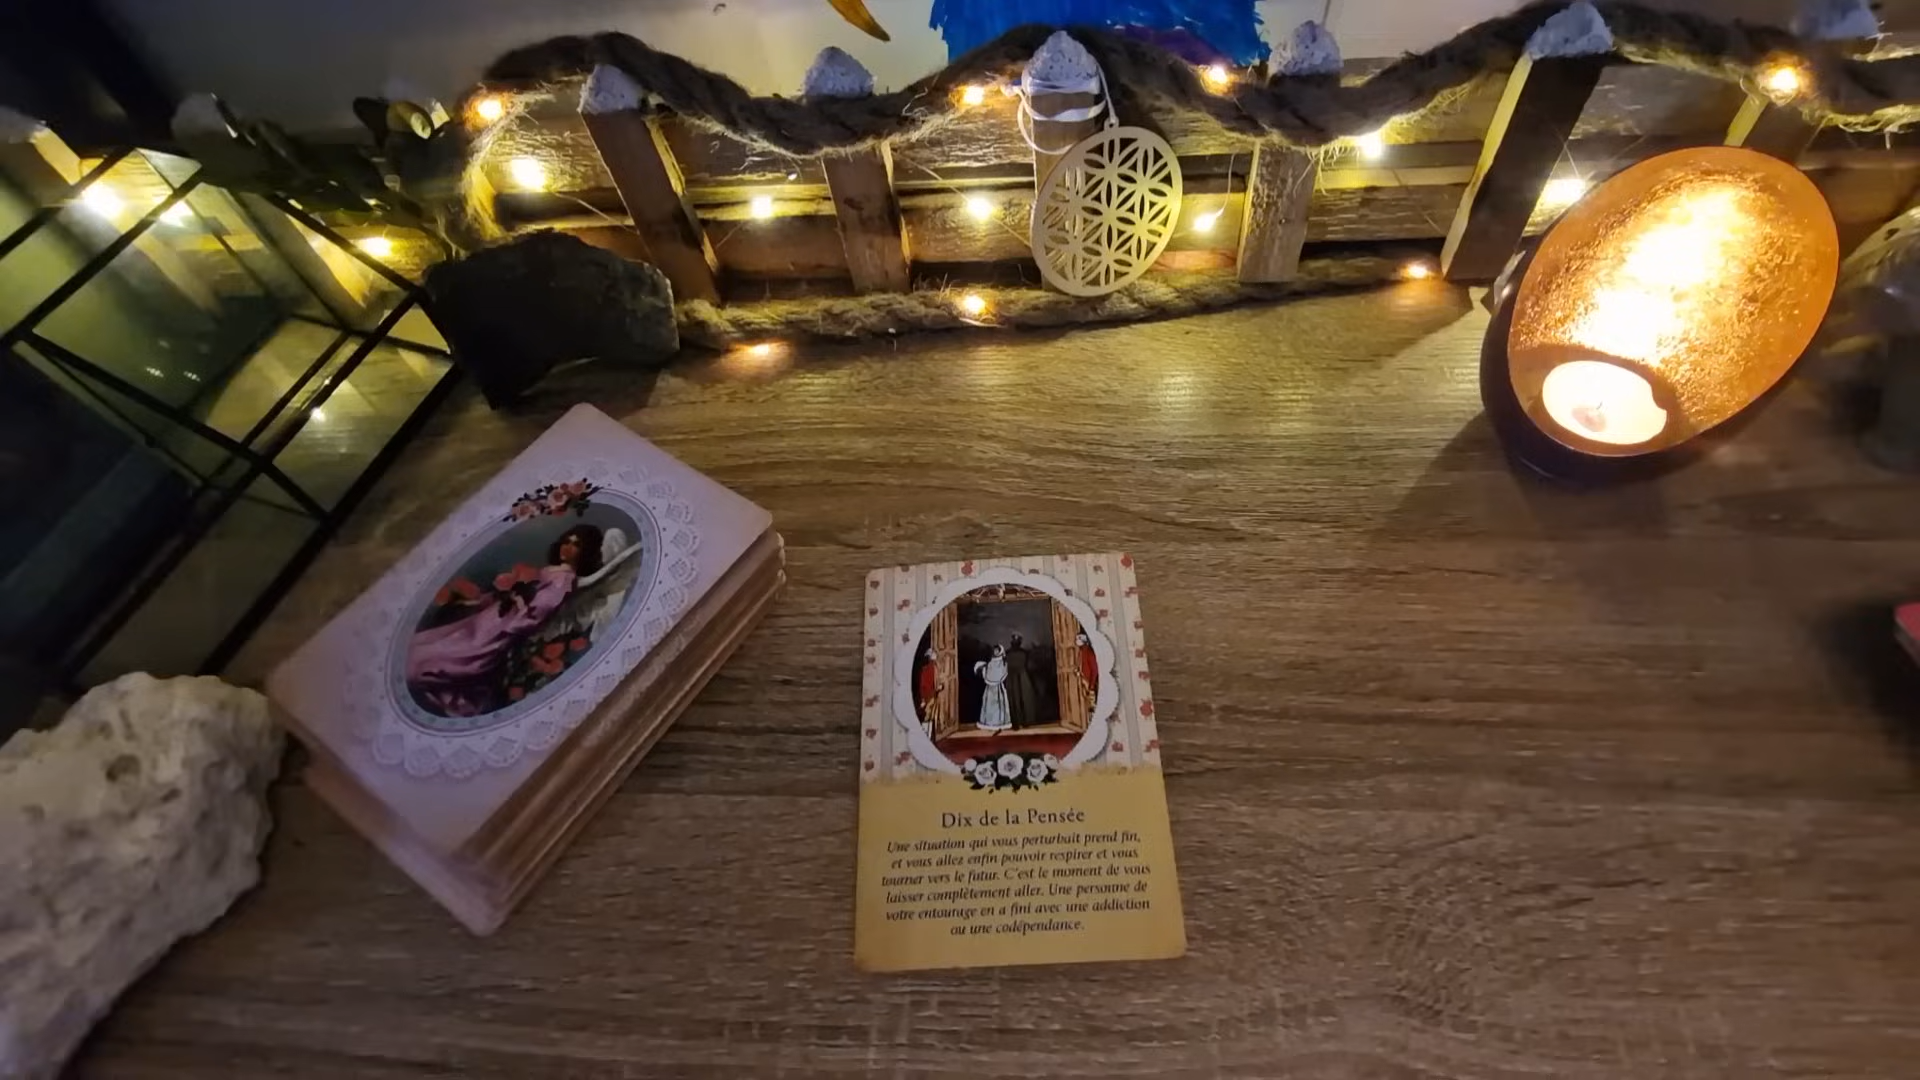 Dix de la Pensée
Une situation qui vous perturbait prend fin,
et vous allez enfin pouvoir respirer et vous
tourner vers le futur. C'est le moment de vous
laisser complètement aller. Une personne de
votre entourage en a fini avec une addiction
ou une codépendance.